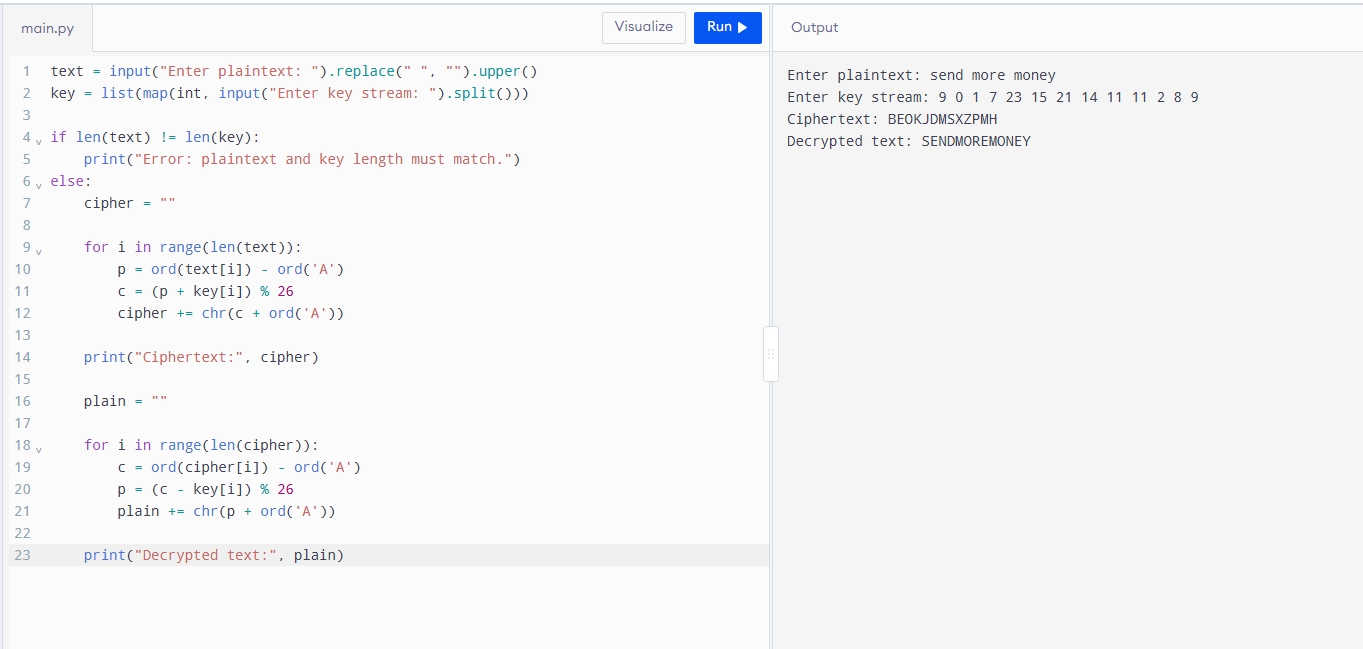 main.py
Visualize
Run
Output
1 text = input("Enter plaintext: ").replace(" ", "").upper()
2 key = list(map(int, input("Enter key stream: ").split()))
3
4 if len(text) != len(key):
5     print("Error: plaintext and key length must match.")
6 else:
7     cipher = ""
8
9     for i in range(len(text)):
10         p = ord(text[i]) - ord('A')
11         c = (p + key[i]) % 26
12         cipher += chr(c + ord('A'))
13
14     print("Ciphertext:", cipher)
15
16     plain = ""
17
18     for i in range(len(cipher)):
19         c = ord(cipher[i]) - ord('A')
20         p = (c - key[i]) % 26
21         plain += chr(p + ord('A'))
22
23     print("Decrypted text:", plain)
Enter plaintext: send more money
Enter key stream: 9 0 1 7 23 15 21 14 11 11 2 8 9
Ciphertext: BEOKJDMSXZPMH
Decrypted text: SENDMOREMONEY